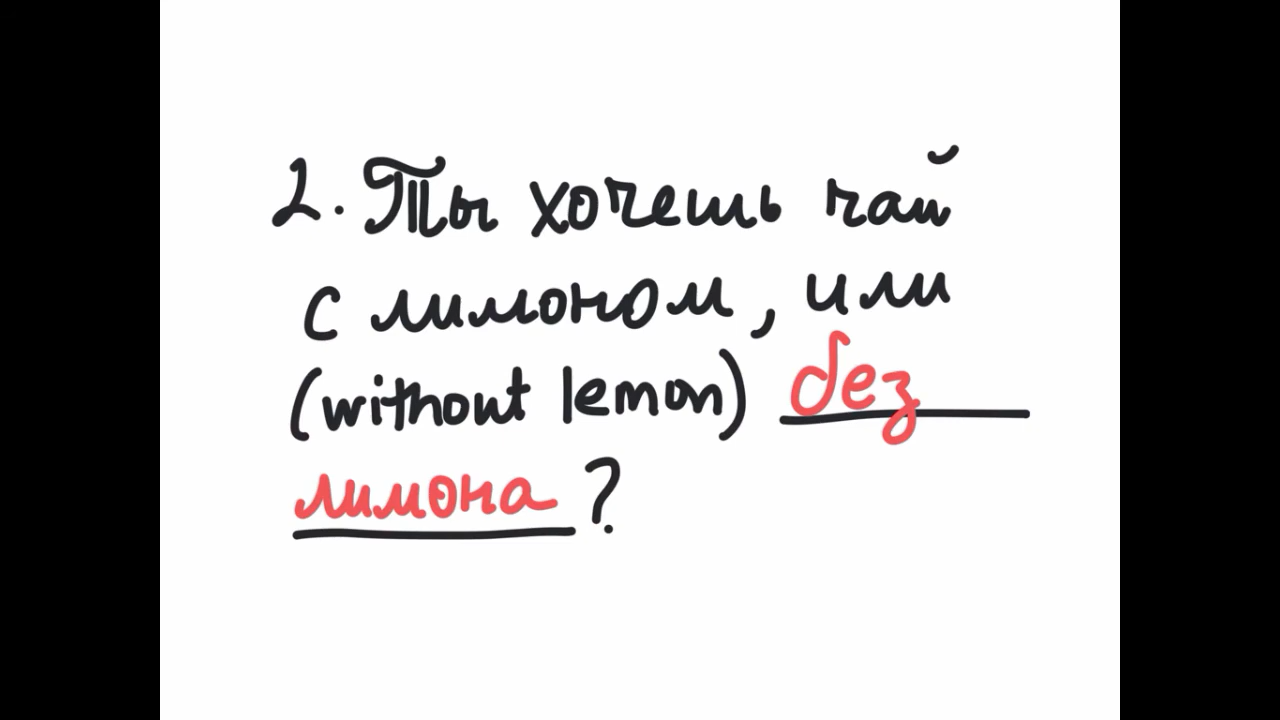 2. Ты хочешь чай
с лимоном, или
(without lemon) без
лимона?